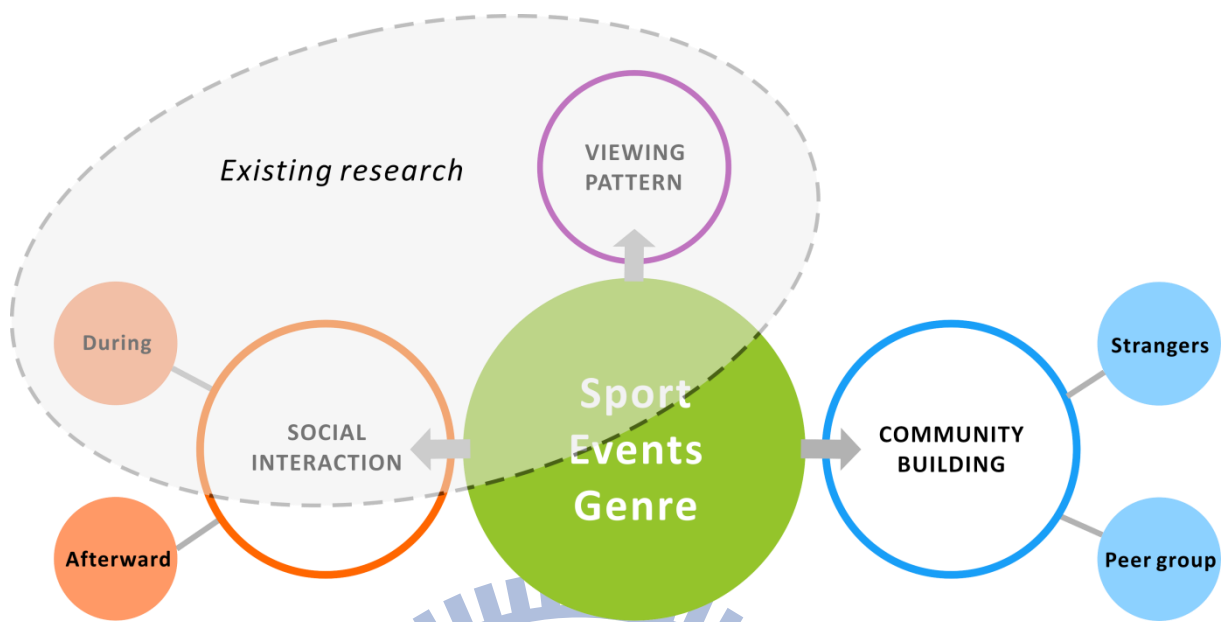 Existing research
VIEWING
PATTERN
During
SOCIAL
INTERACTION
Afterward
Sport
Events
Genre
COMMUNITY
BUILDING
Strangers
Peer group